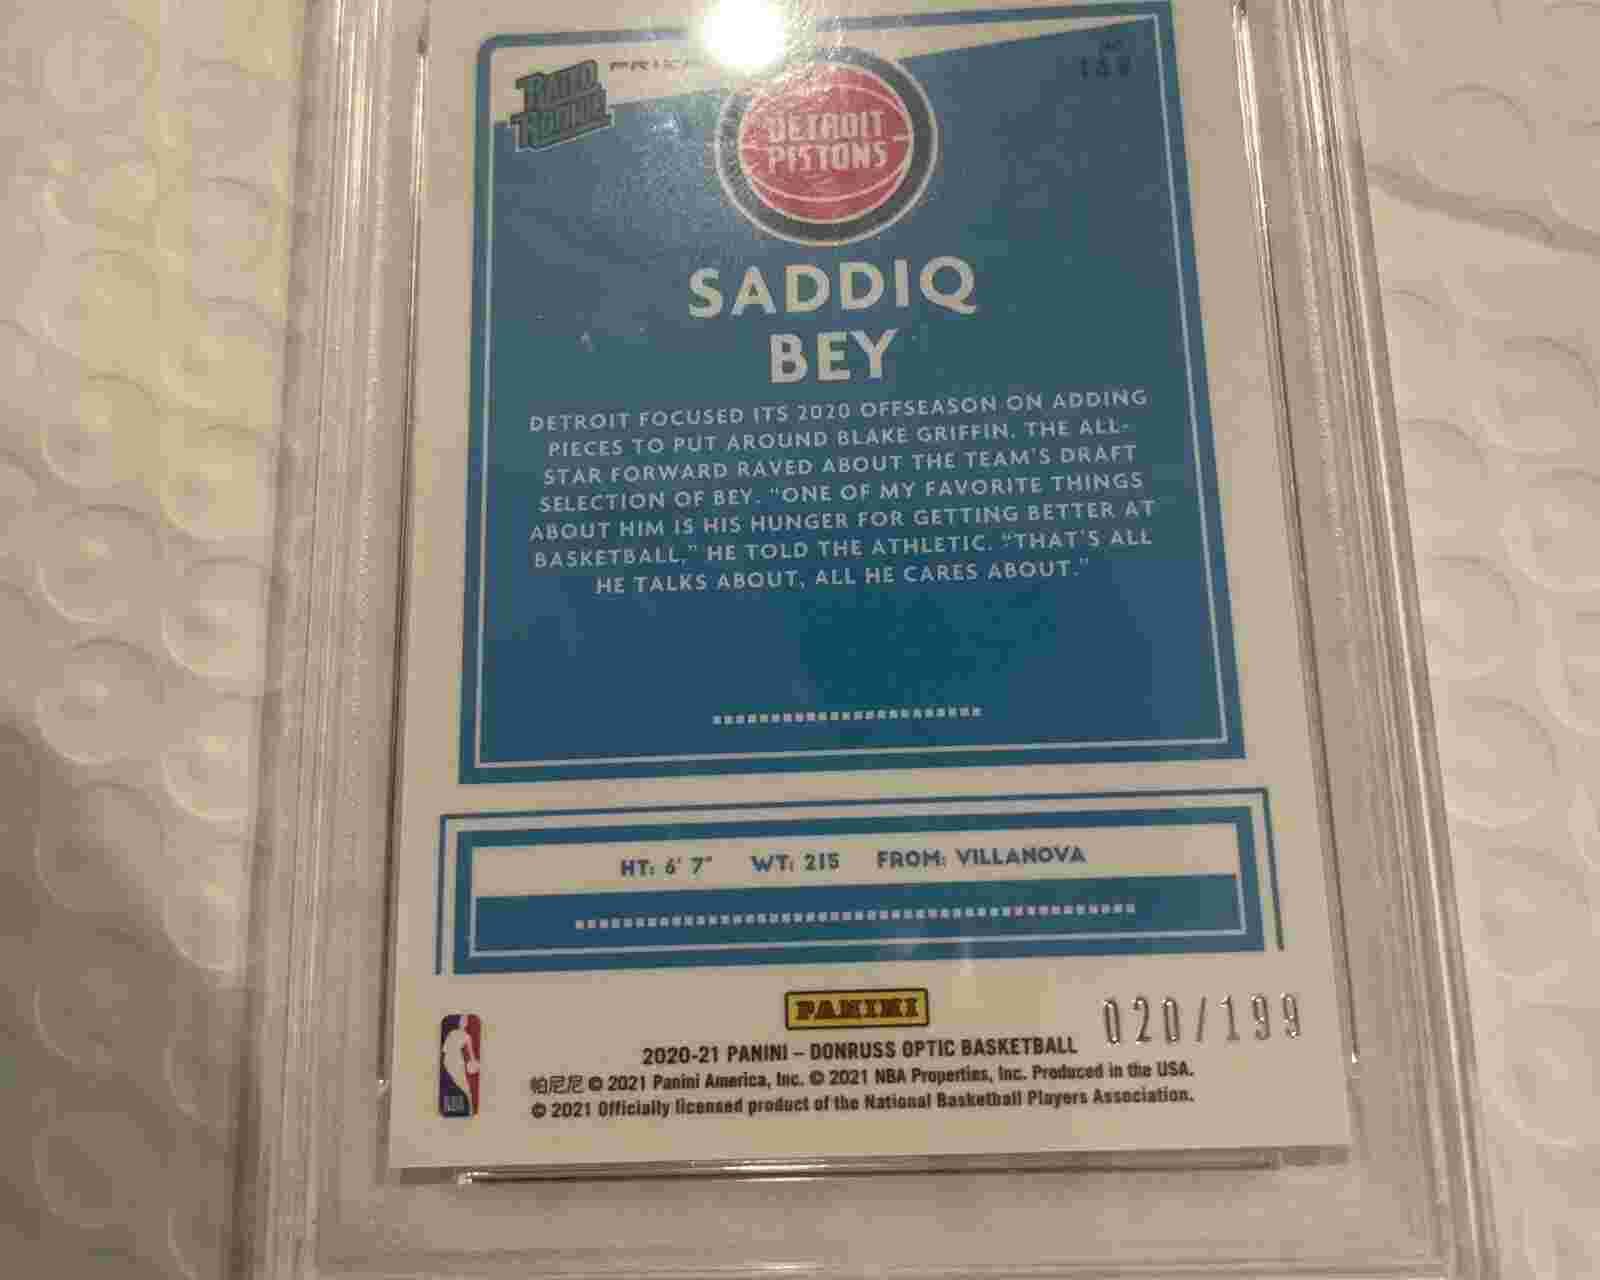 RATED
ROOKIE
DETROIT
PISTONS
SADDIQ
BEY
DETROIT FOCUSED ITS 2020 OFFSEASON ON ADDING
PIECES TO PUT AROUND BLAKE GRIFFIN. THE ALL-
STAR FORWARD RAVED ABOUT THE TEAM'S DRAFT
SELECTION OF BEY. "ONE OF MY FAVORITE THINGS
ABOUT HIM IS HIS HUNGER FOR GETTING BETTER AT
BASKETBALL," HE TOLD THE ATHLETIC. "THAT'S ALL
HE TALKS ABOUT, ALL HE CARES ABOUT."
HT: 6' 7" WT: 215 FROM: VILLANOVA
PANINI
020/199
2020-21 PANINI – DONRUSS OPTIC BASKETBALL
帕尼尼 © 2021 Panini America, Inc. © 2021 NBA Properties, Inc. Produced in the USA.
© 2021 Officially licensed product of the National Basketball Players Association.
NBA